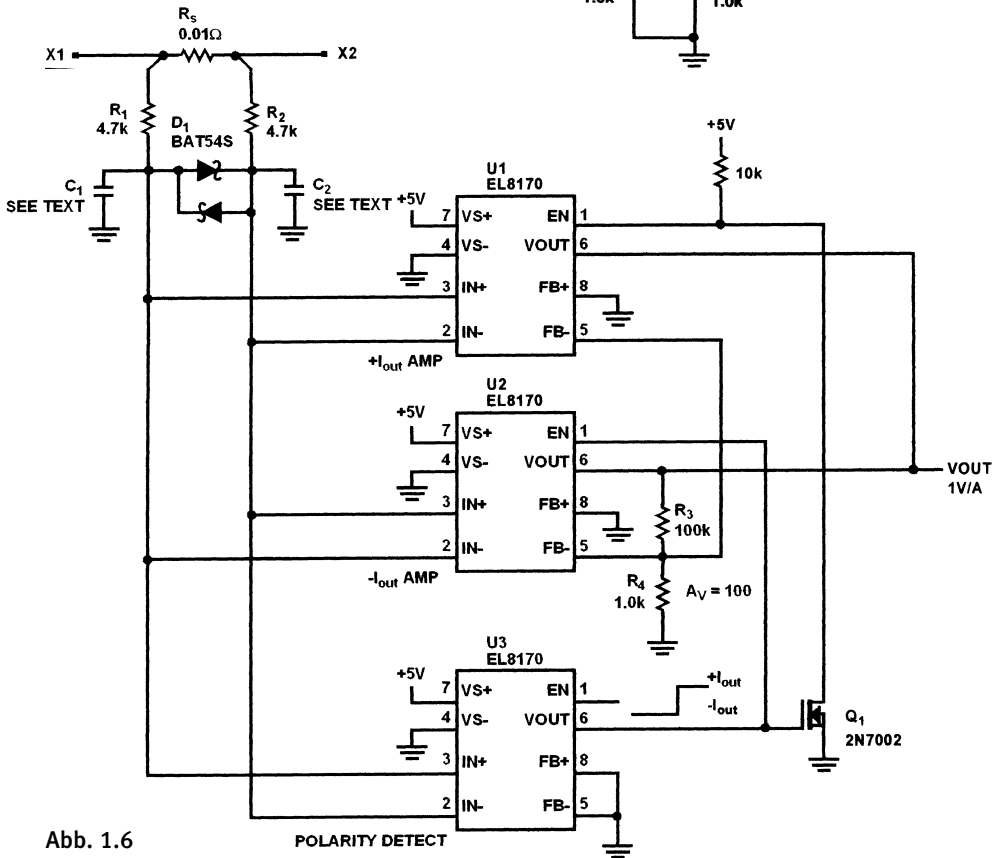 1.0k
Rs
0.01Ω
X1
X2
R1
4.7k
D1
BAT54S
R2
4.7k
C1
SEE TEXT
C2
SEE TEXT
+5V
10k
U1
EL8170
+5V
7 VS+ EN 1
4 VS- VOUT 6
3 IN+ FB+ 8
2 IN- FB- 5
+Iout AMP
U2
EL8170
+5V
7 VS+ EN 1
4 VS- VOUT 6
3 IN+ FB+ 8
2 IN- FB- 5
-Iout AMP
R3
100k
R4
1.0k
AV = 100
VOUT
1V/A
U3
EL8170
+5V
7 VS+ EN 1
4 VS- VOUT 6
3 IN+ FB+ 8
2 IN- FB- 5
+Iout
-Iout
Q1
2N7002
POLARITY DETECT
Abb. 1.6